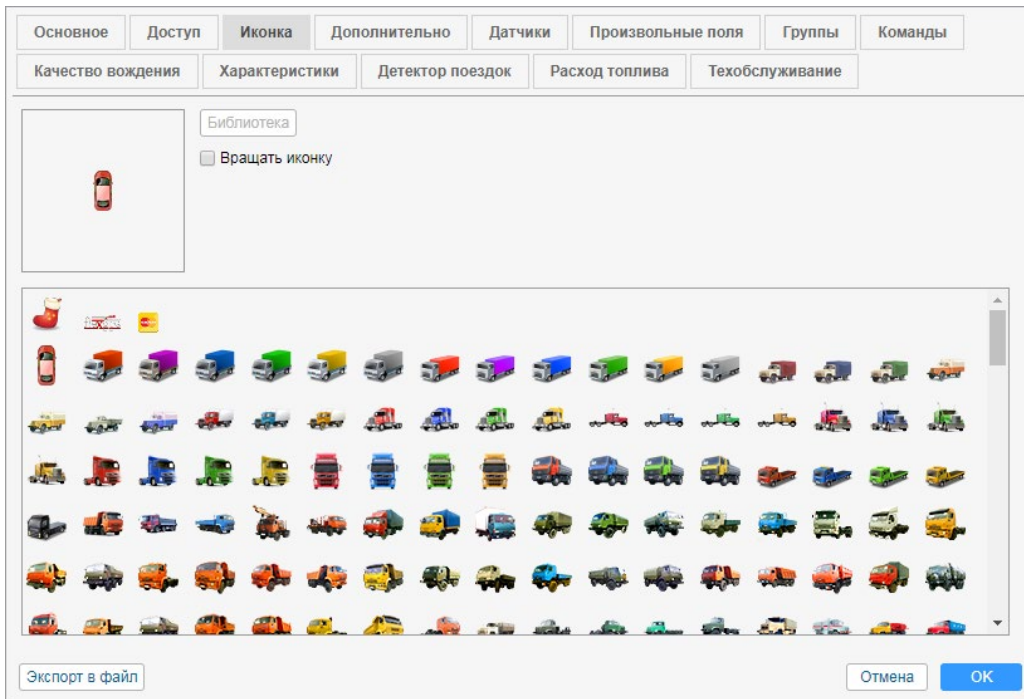 Основное Доступ Иконка Дополнительно Датчики Произвольные поля Группы Команды
Качество вождения Характеристики Детектор поездок Расход топлива Техобслуживание
Библиотека
Вращать иконку
Экспорт в файл Отмена OK